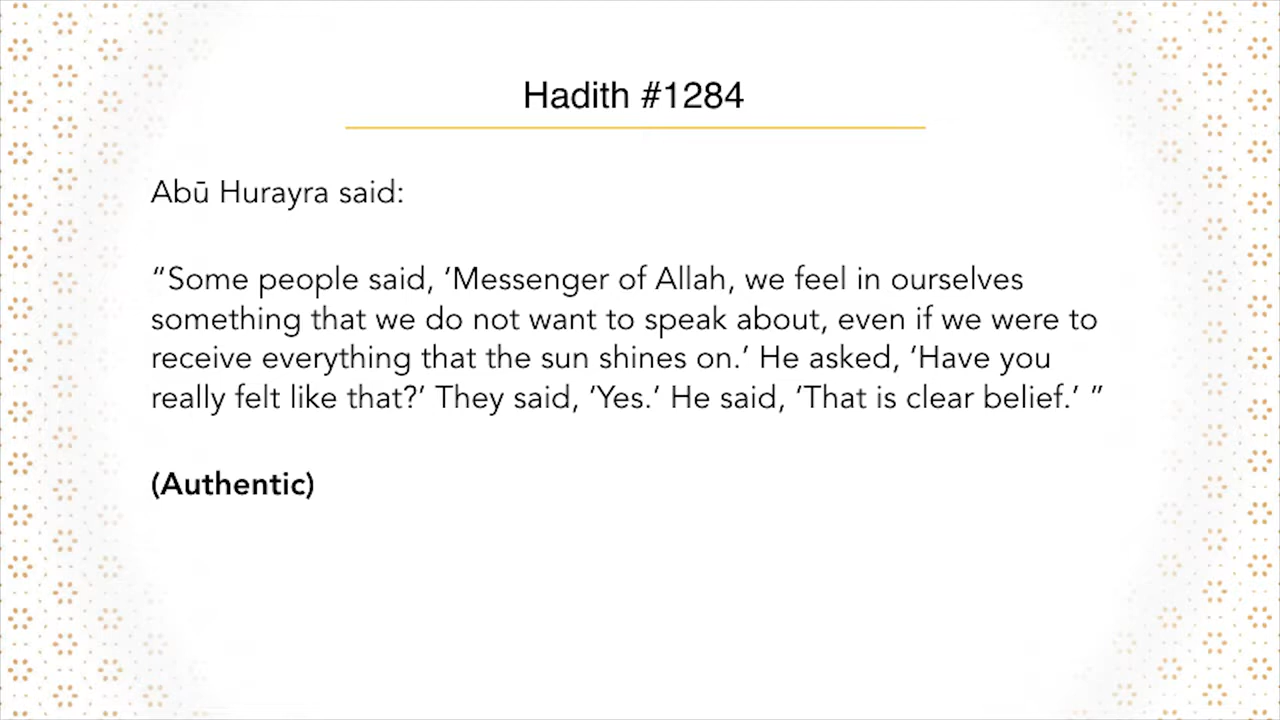 Hadith #1284
Abū Hurayra said:
“Some people said, ‘Messenger of Allah, we feel in ourselves
something that we do not want to speak about, even if we were to
receive everything that the sun shines on.’ He asked, ‘Have you
really felt like that?’ They said, ‘Yes.’ He said, ‘That is clear belief.’ ”
(Authentic)